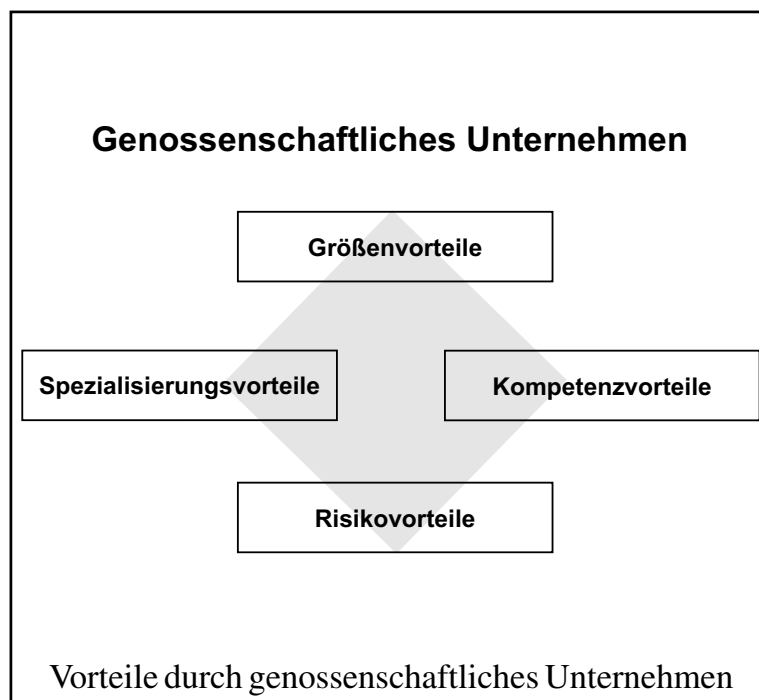 Genossenschaftliches Unternehmen
Größenvorteile
Spezialisierungsvorteile
Kompetenzvorteile
Risikovorteile
Vorteile durch genossenschaftliches Unternehmen